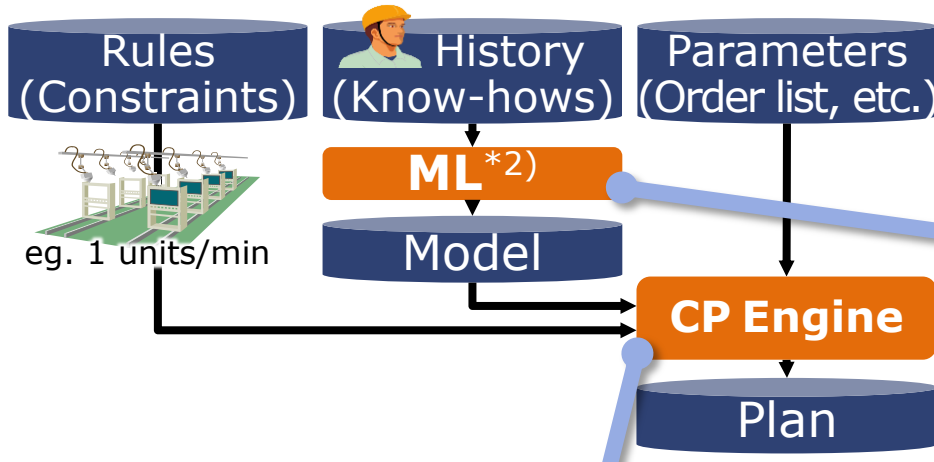 Rules
(Constraints)
History
(Know-hows)
Parameters
(Order list, etc.)
ML*2)
eg. 1 units/min
Model
CP Engine
Plan